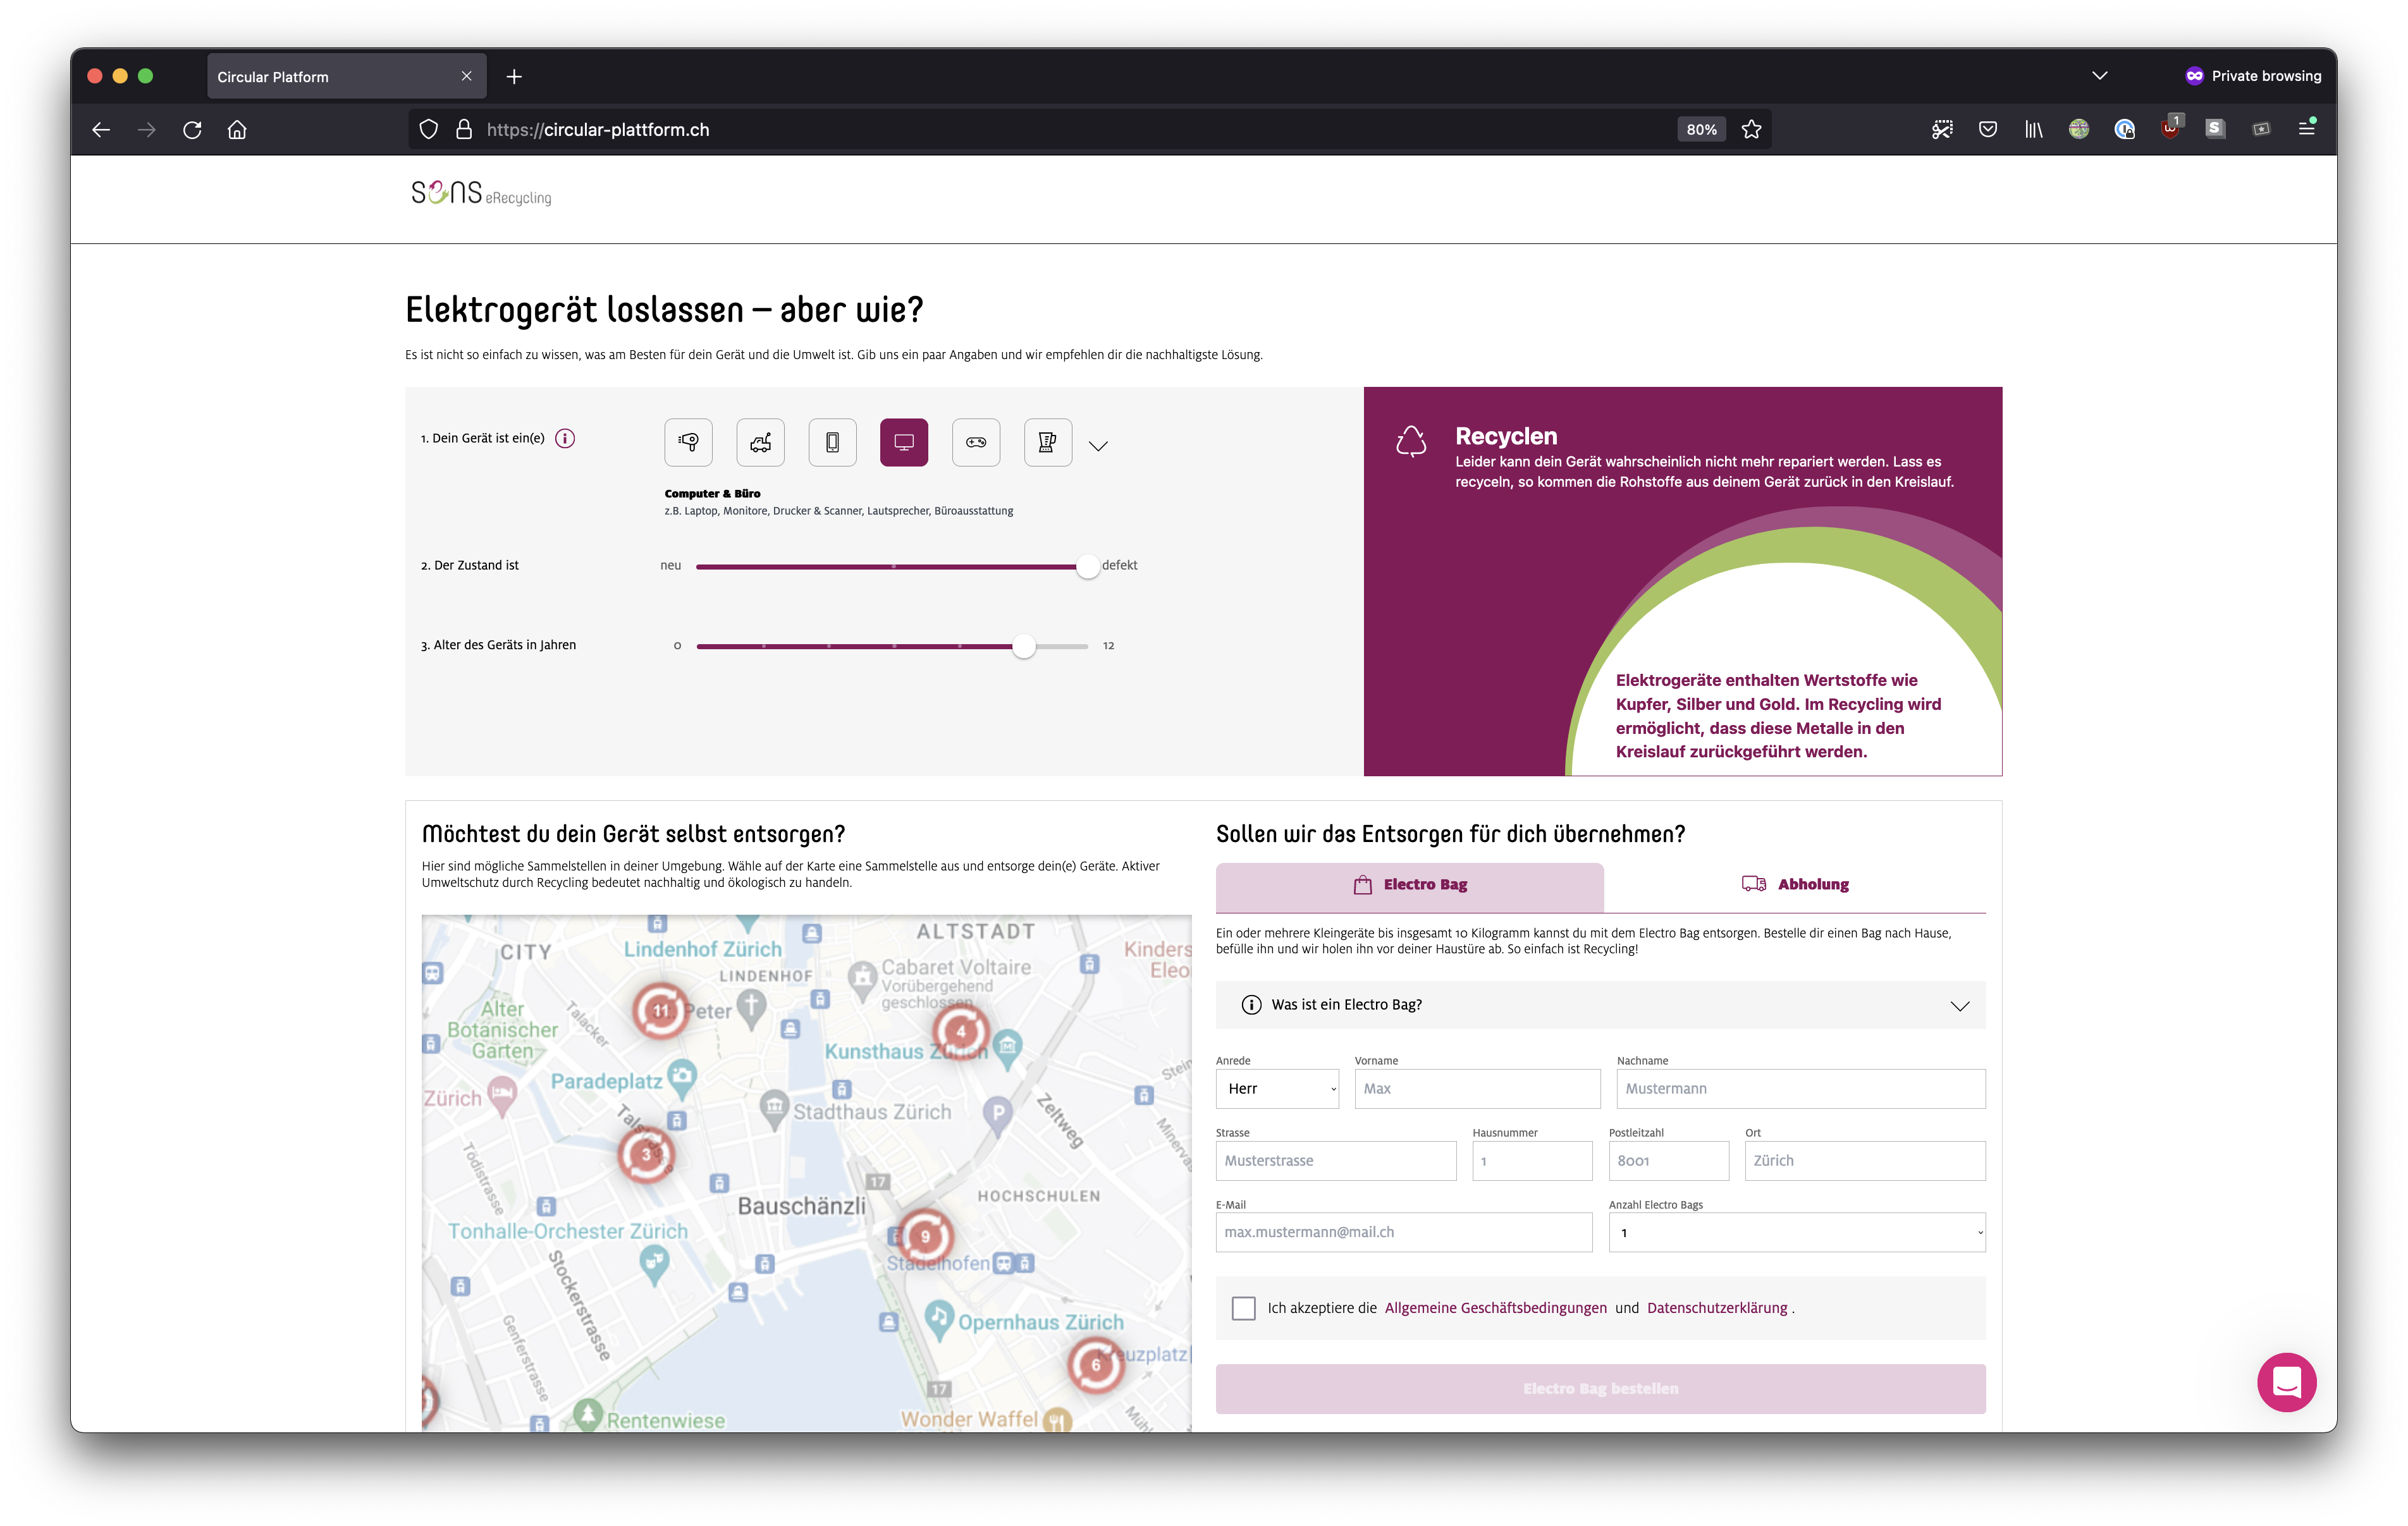 Circular Platform
Private browsing
https://circular-plattform.ch
80%
1
S
SENS eRecycling
Elektrogerät loslassen – aber wie?
Es ist nicht so einfach zu wissen, was am Besten für dein Gerät und die Umwelt ist. Gib uns ein paar Angaben und wir empfehlen dir die nachhaltigste Lösung.
1. Dein Gerät ist ein(e)
Computer & Büro
z.B. Laptop, Monitore, Drucker & Scanner, Lautsprecher, Büroausstattung
2. Der Zustand ist
neu
defekt
3. Alter des Geräts in Jahren
0
12
Recyclen
Leider kann dein Gerät wahrscheinlich nicht mehr repariert werden. Lass es
recyceln, so kommen die Rohstoffe aus deinem Gerät zurück in den Kreislauf.
Elektrogeräte enthalten Wertstoffe wie
Kupfer, Silber und Gold. Im Recycling wird
ermöglicht, dass diese Metalle in den
Kreislauf zurückgeführt werden.
Möchtest du dein Gerät selbst entsorgen?
Hier sind mögliche Sammelstellen in deiner Umgebung. Wähle auf der Karte eine Sammelstelle aus und entsorge dein(e) Geräte. Aktiver
Umweltschutz durch Recycling bedeutet nachhaltig und ökologisch zu handeln.
CITY
Lindenhof Zürich
ALTSTADT
LINDENHOF
Cabaret Voltaire
Vorübergehend
geschlossen
Kinders
Eleo
Alter
Botanischer
Garten
Talacker
11
Peter
4
Kunsthaus Zürich
Paradeplatz
Zürich
Stadthaus Zürich
P
Zeltweg
Stein
Minerva
3
Tödistrasse
17
Bauschänzli
HOCHSCHULEN
Tonhalle-Orchester Zürich
9
Stadelhofen
Stockerstrasse
Genferstrasse
Opernhaus Zürich
6
Kreuzplatz
17
Rentenwiese
Wonder Waffel
Mühl
Sollen wir das Entsorgen für dich übernehmen?
Electro Bag
Abholung
Ein oder mehrere Kleingeräte bis insgesamt 10 Kilogramm kannst du mit dem Electro Bag entsorgen. Bestelle dir einen Bag nach Hause,
befülle ihn und wir holen ihn vor deiner Haustüre ab. So einfach ist Recycling!
Was ist ein Electro Bag?
Anrede
Vorname
Nachname
Herr
Max
Mustermann
Strasse
Hausnummer
Postleitzahl
Ort
Musterstrasse
1
8001
Zürich
E-Mail
Anzahl Electro Bags
max.mustermann@mail.ch
1
Ich akzeptiere die Allgemeine Geschäftsbedingungen und Datenschutzerklärung .
Electro Bag bestellen